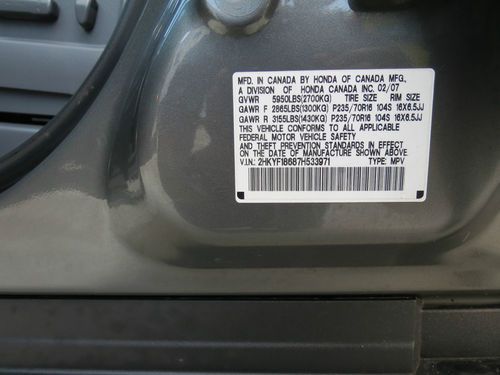 MFD. IN CANADA BY HONDA OF CANADA MFG.,
A DIVISION OF HONDA CANADA INC. 02/07
GVWR 5950LBS(2700KG) TIRE SIZE RIM SIZE
GAWR F 2865LBS(1300KG) P235/70R16 104S 16X6.5JJ
GAWR R 3155LBS(1430KG) P235/70R16 104S 16X6.5JJ
THIS VEHICLE CONFORMS TO ALL APPLICABLE
FEDERAL MOTOR VEHICLE SAFETY
AND THEFT PREVENTION STANDARDS IN EFFECT
ON THE DATE OF MANUFACTURE SHOWN ABOVE.
V.I.N.: 2HKYF18687H533971 TYPE: MPV